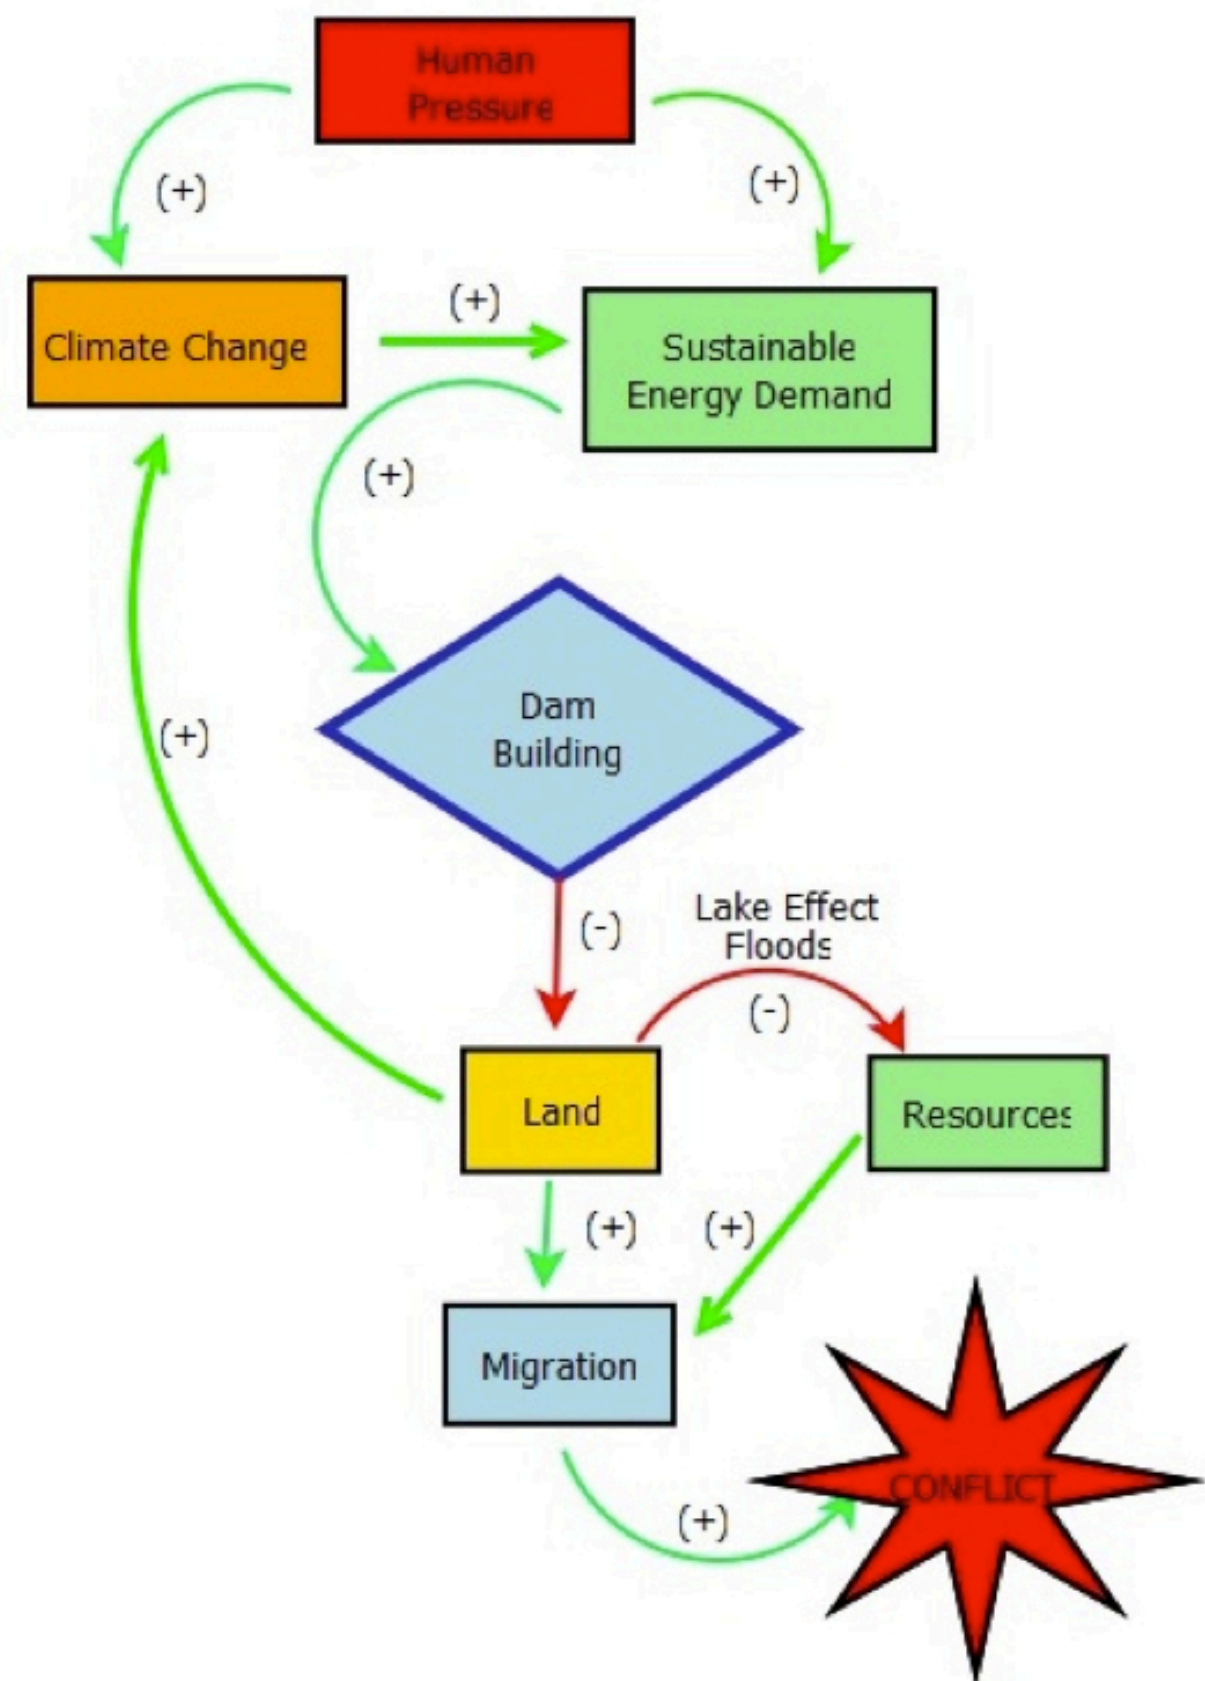 Human
Pressure
(+)
(+)
Climate Change
(+)
Sustainable
Energy Demand
(+)
(+)
Dam
Building
(-)
Lake Effect
Floods
(-)
Land
Resources
(+)
(+)
Migration
CONFLICT
(+)